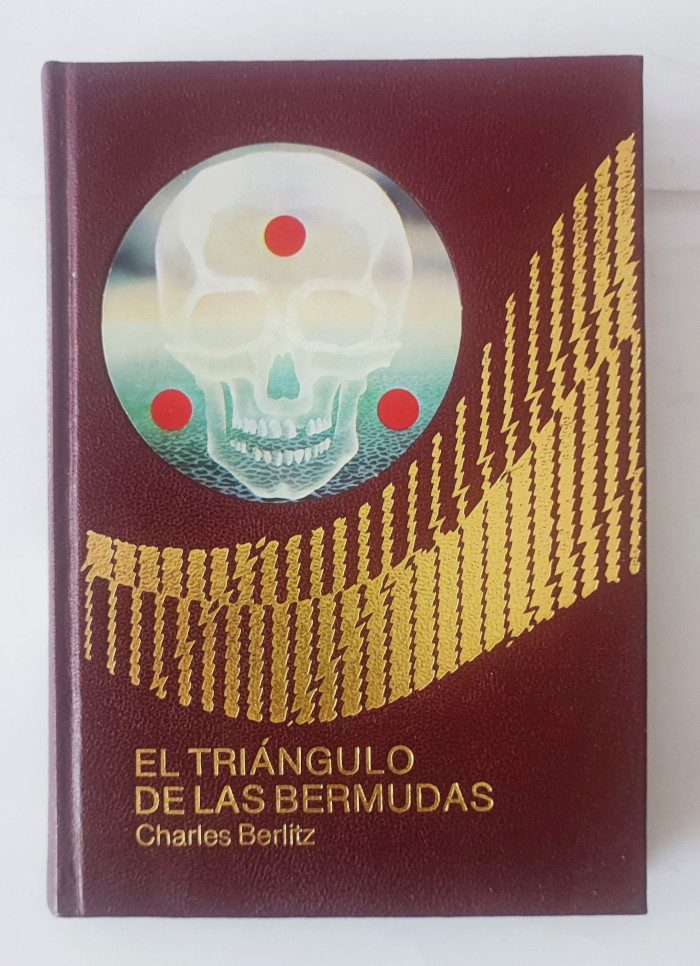 EL TRIÁNGULO
DE LAS BERMUDAS
Charles Berlitz